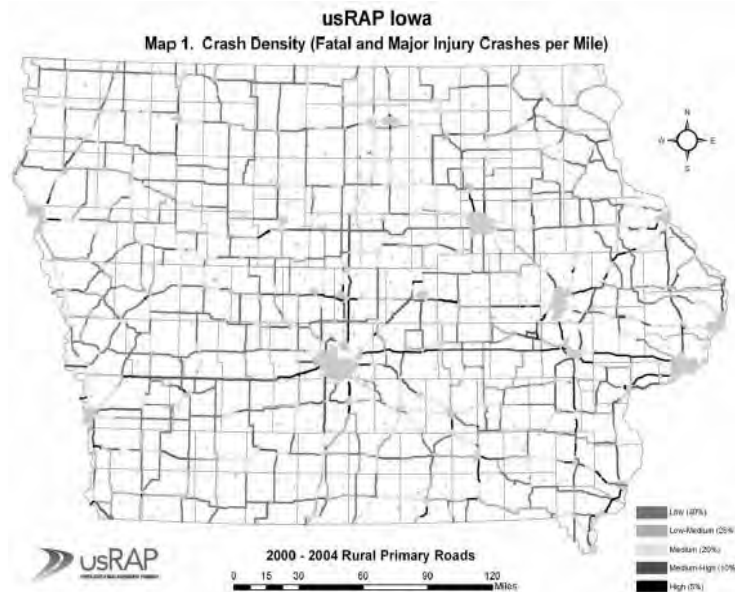 usRAP Iowa
Map 1. Crash Density (Fatal and Major Injury Crashes per Mile)
N
W
E
S
Low (40%)
Low-Medium (25%
Medium (20%)
Medium-High (10%
High (5%)
usRAP
2000 - 2004 Rural Primary Roads
0 15 30 60 90 120
Miles